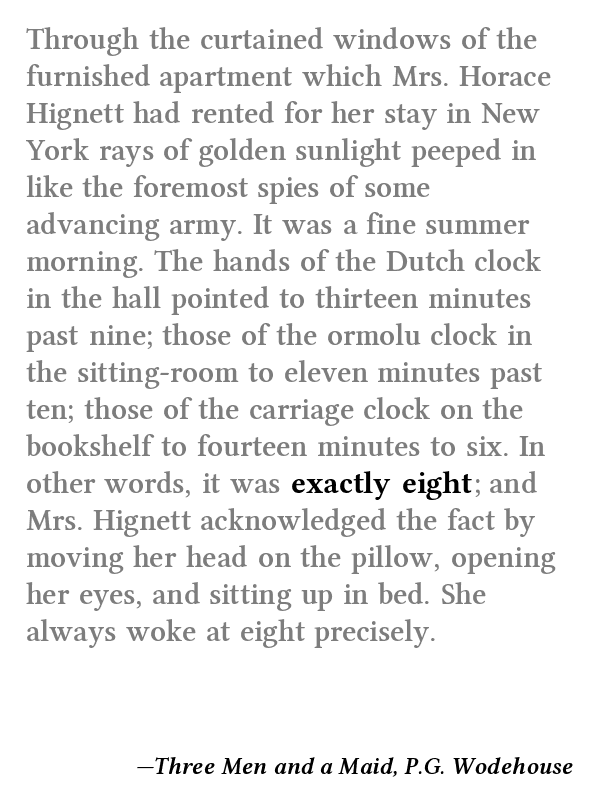 Through the curtained windows of the
furnished apartment which Mrs. Horace
Hignett had rented for her stay in New
York rays of golden sunlight peeped in
like the foremost spies of some
advancing army. It was a fine summer
morning. The hands of the Dutch clock
in the hall pointed to thirteen minutes
past nine; those of the ormolu clock in
the sitting-room to eleven minutes past
ten; those of the carriage clock on the
bookshelf to fourteen minutes to six. In
other words, it was exactly eight; and
Mrs. Hignett acknowledged the fact by
moving her head on the pillow, opening
her eyes, and sitting up in bed. She
always woke at eight precisely.
—Three Men and a Maid, P.G. Wodehouse